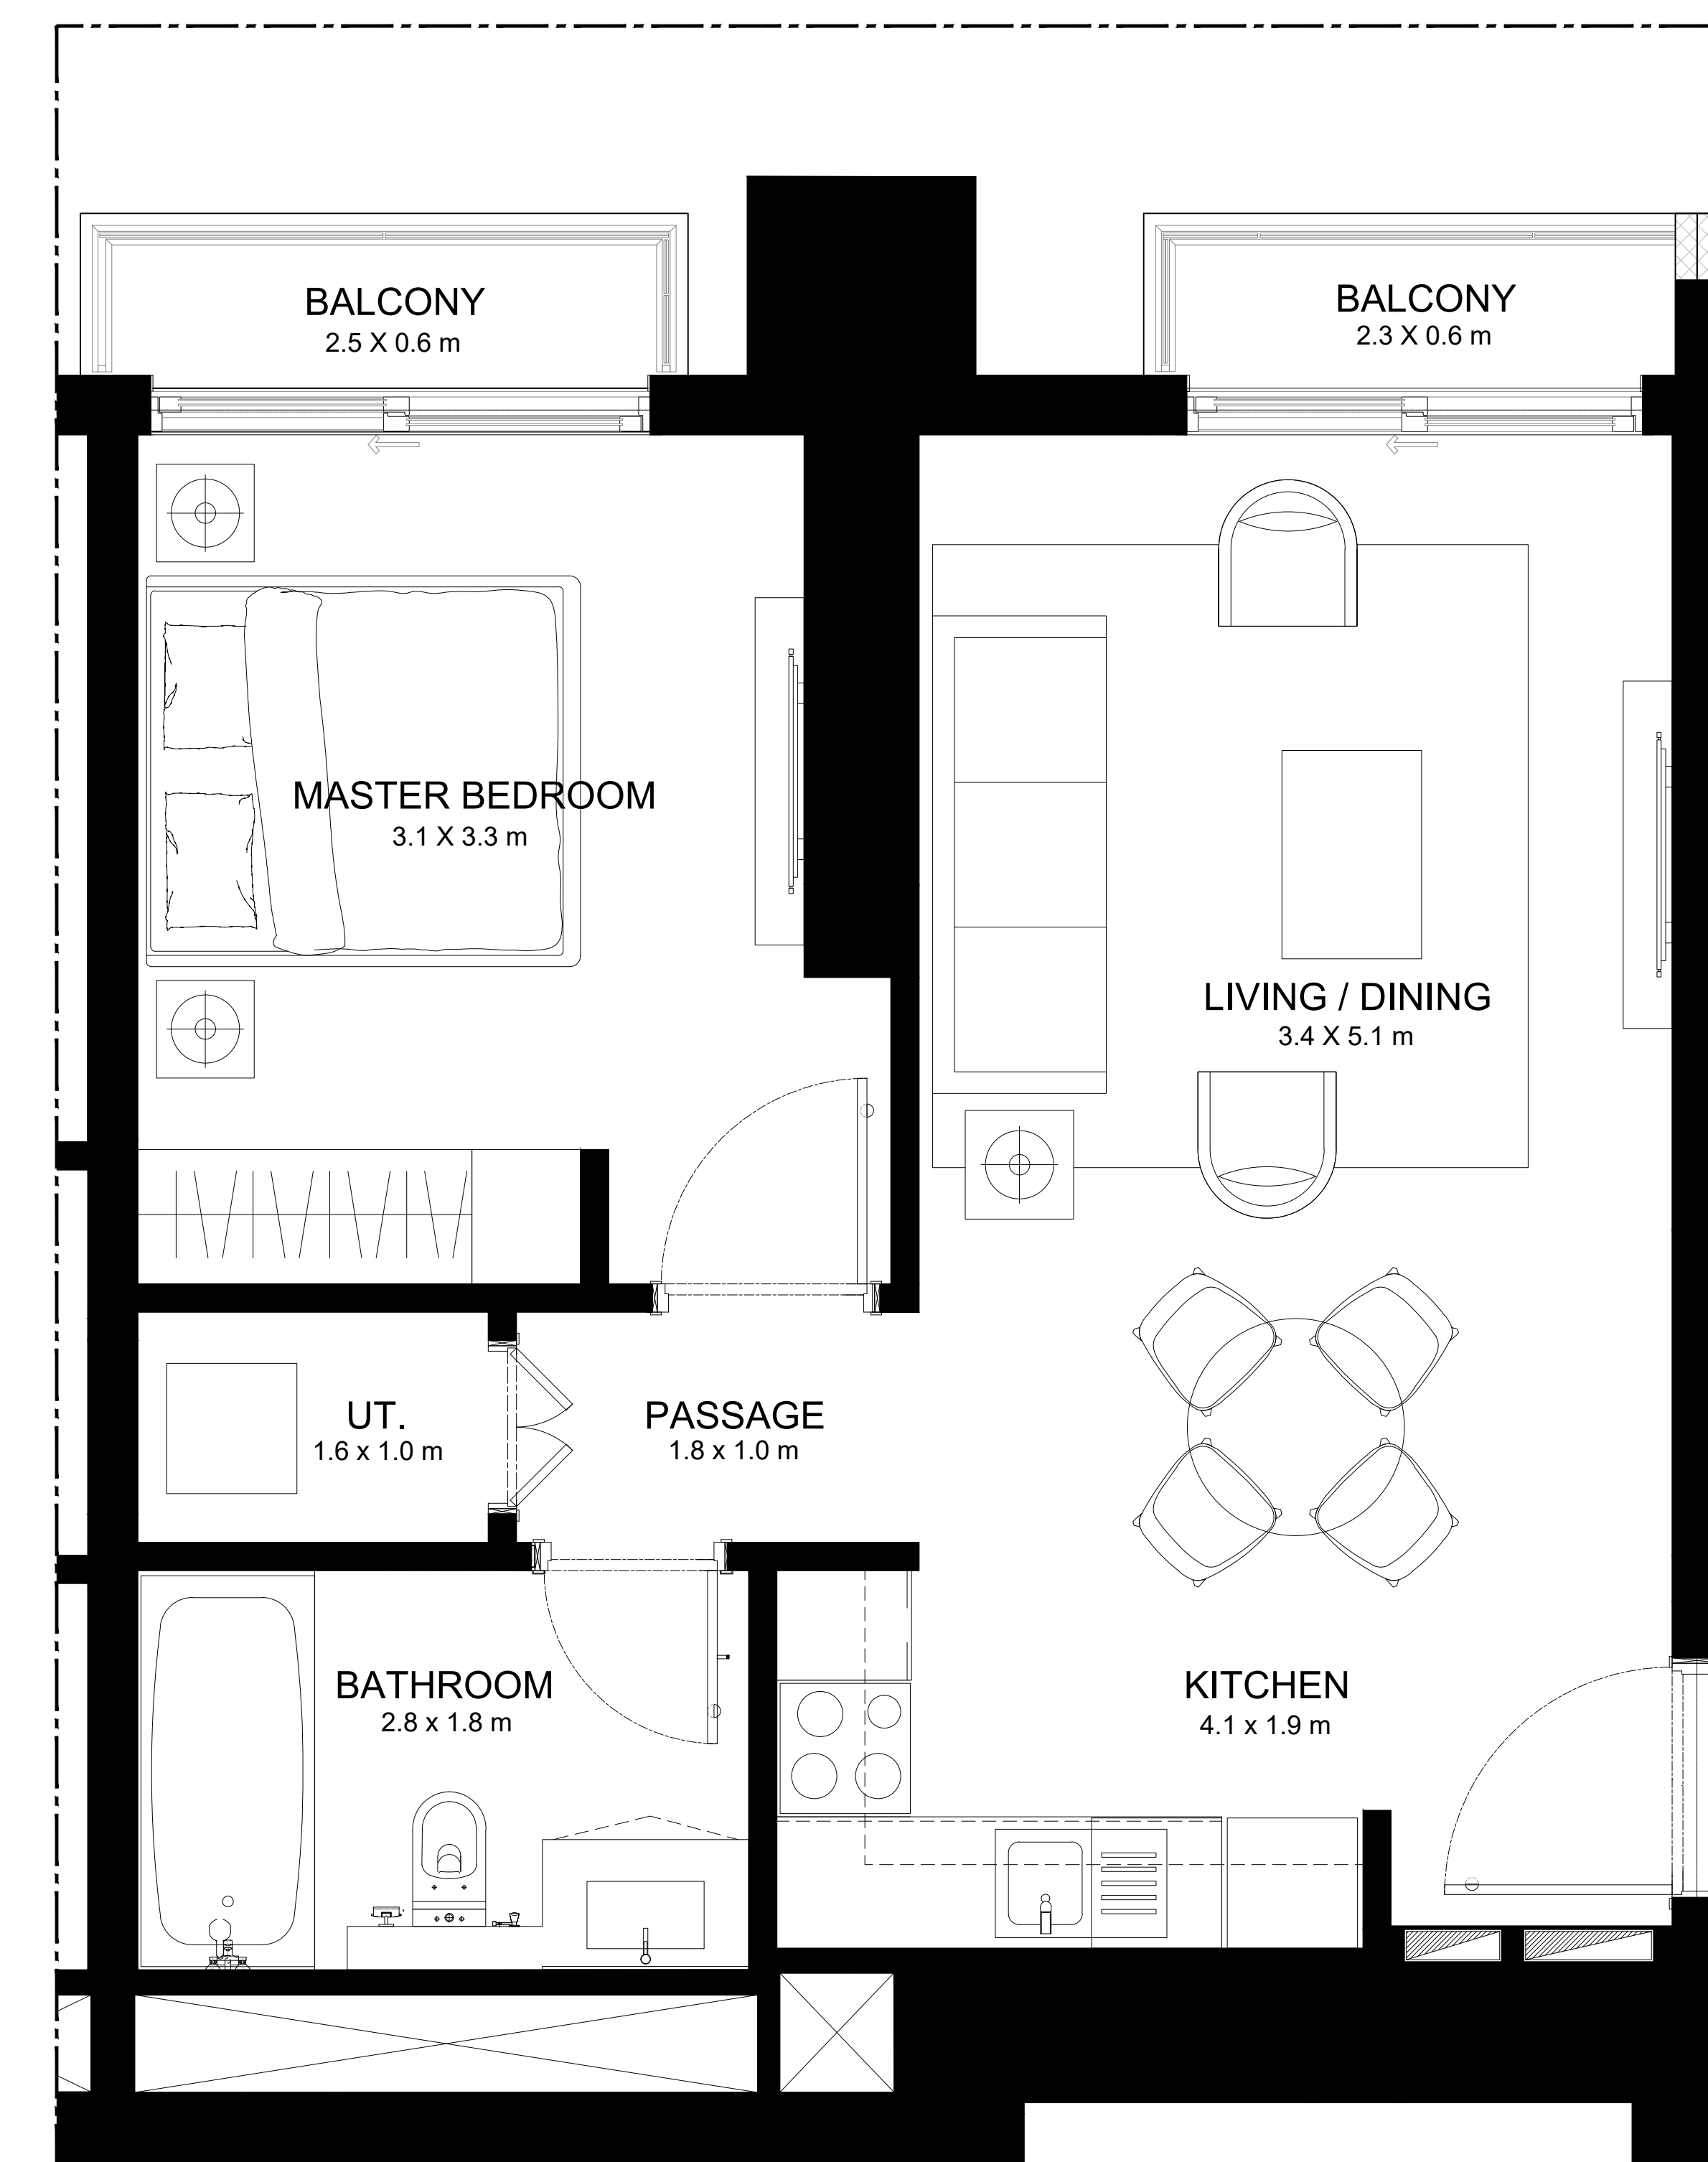 BALCONY
2.5 X 0.6 m
BALCONY
2.3 X 0.6 m
MASTER BEDROOM
3.1 X 3.3 m
LIVING / DINING
3.4 X 5.1 m
UT.
1.6 x 1.0 m
PASSAGE
1.8 x 1.0 m
BATHROOM
2.8 x 1.8 m
KITCHEN
4.1 x 1.9 m